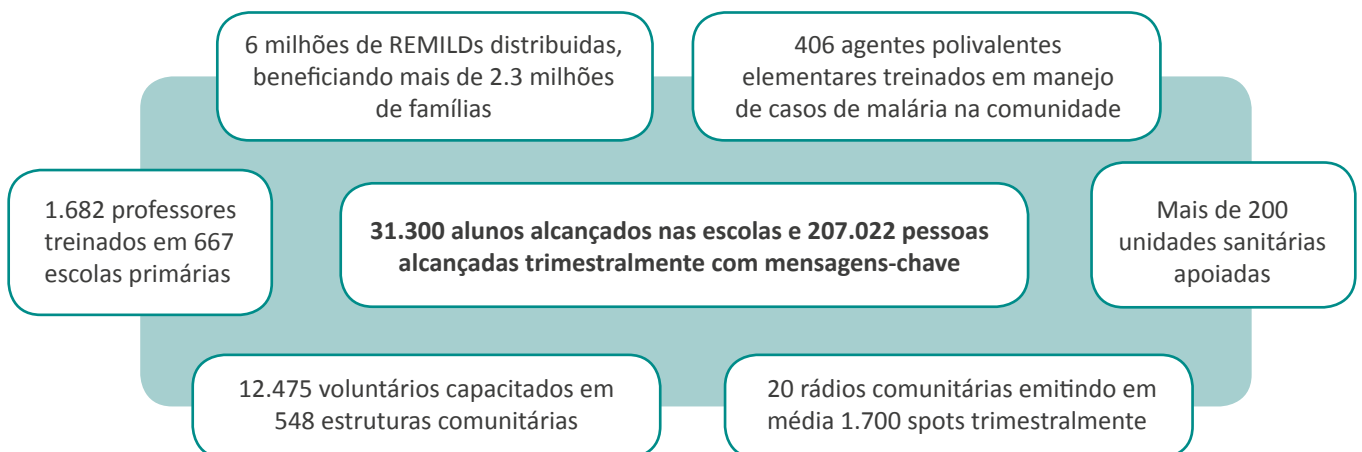 6 milhões de REMILDs distribuidas,
beneficiando mais de 2.3 milhões
de famílias
406 agentes polivalentes
elementares treinados em manejo
de casos de malária na comunidade
1.682 professores
treinados em 667
escolas primárias
31.300 alunos alcançados nas escolas e 207.022 pessoas
alcançadas trimestralmente com mensagens-chave
Mais de 200
unidades sanitárias
apoiadas
12.475 voluntários capacitados em
548 estruturas comunitárias
20 rádios comunitárias emitindo em
média 1.700 spots trimestralmente